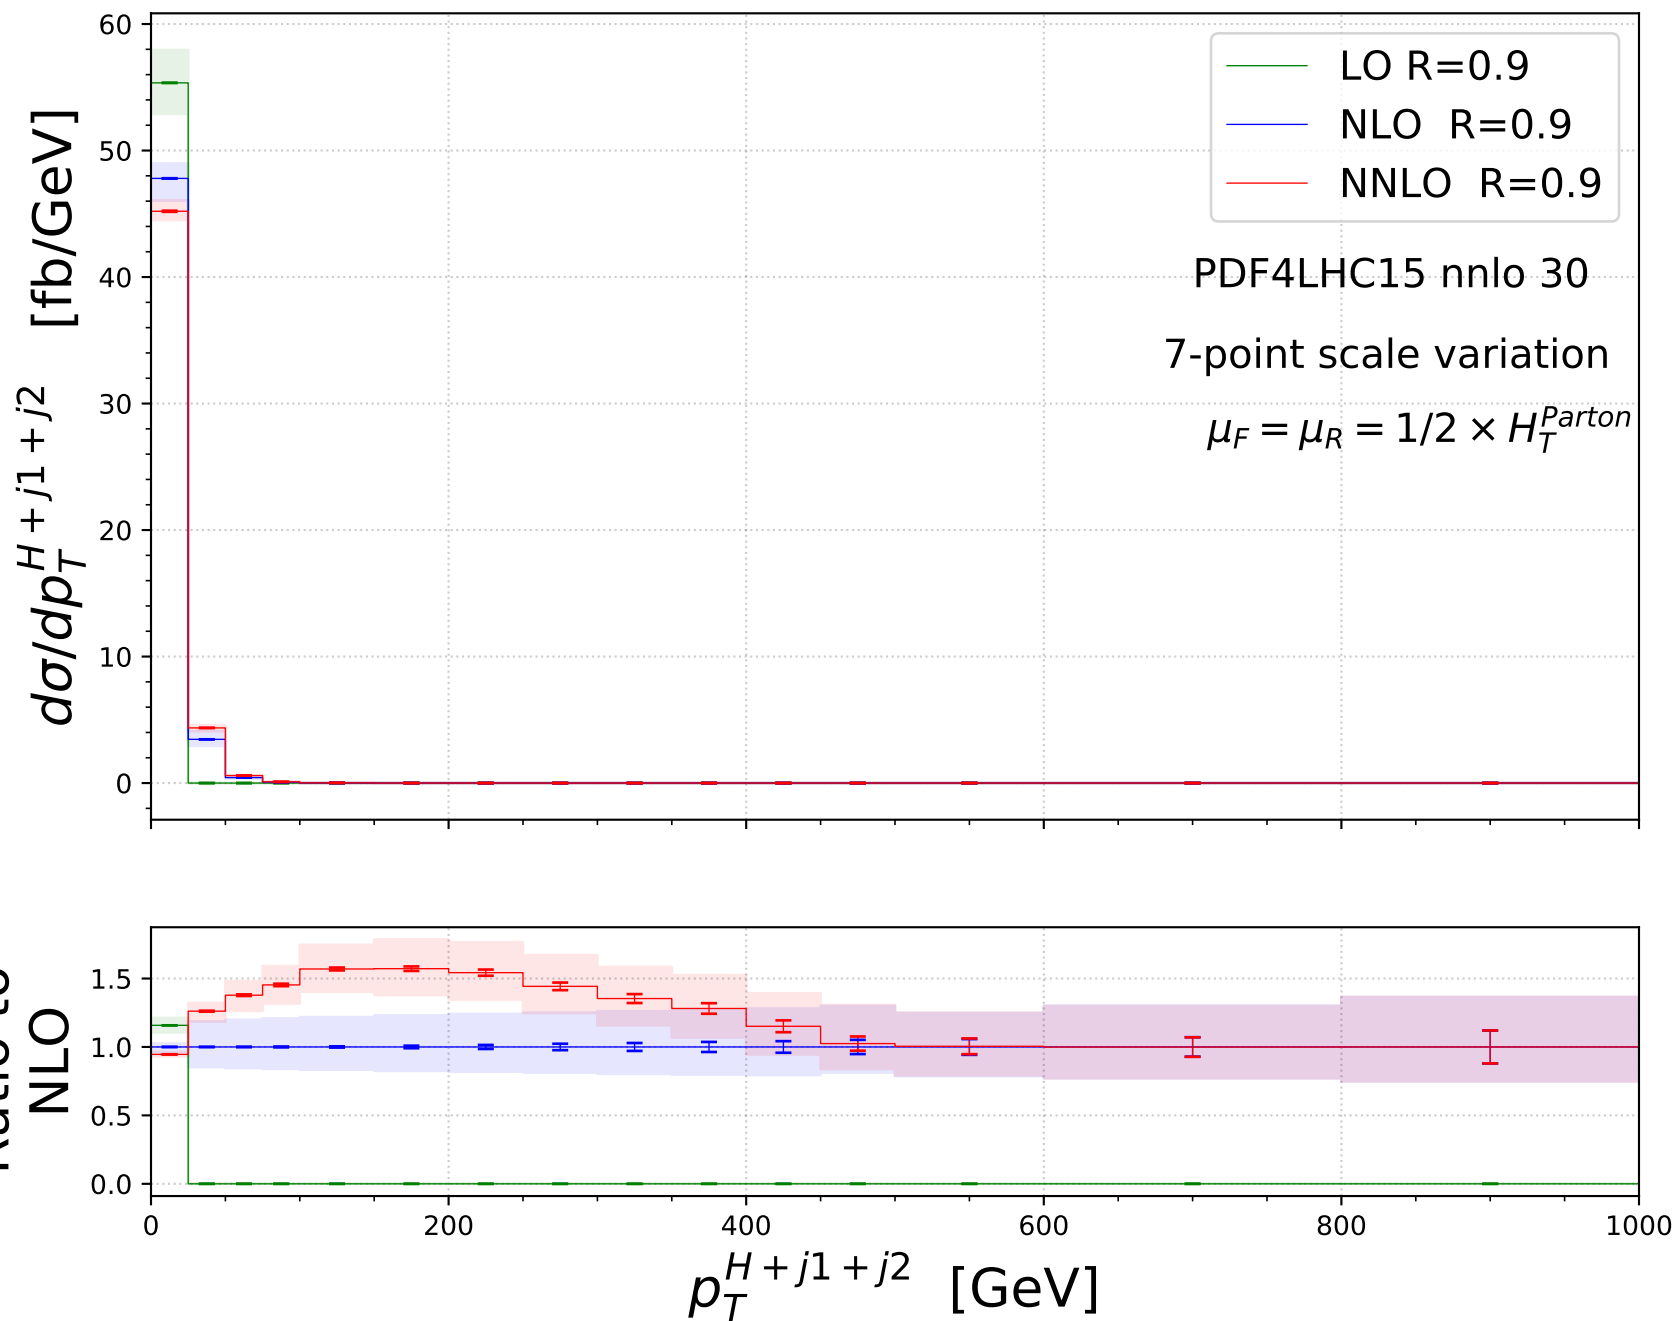 60
50
40
30
20
10
0
dσ/dp_T^{H+j1+j2} [fb/GeV]
LO R=0.9
NLO R=0.9
NNLO R=0.9
PDF4LHC15 nnlo 30
7-point scale variation
μ_F = μ_R = 1/2 × H_T^{Parton}
1.5
1.0
0.5
0.0
NLO
0 200 400 600 800 1000
p_T^{H+j1+j2} [GeV]